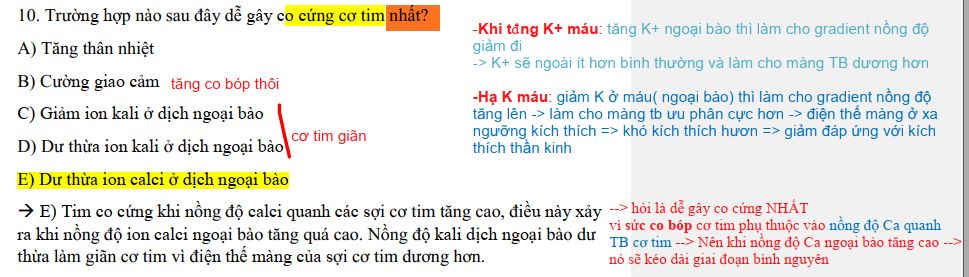 10. Trường hợp nào sau đây dễ gây co cứng cơ tim nhất?
A) Tăng thân nhiệt
B) Cường giao cảm tăng co bóp thôi
C) Giảm ion kali ở dịch ngoại bào
cơ tim giãn
D) Dư thừa ion kali ở dịch ngoại bào
E) Dư thừa ion calci ở dịch ngoại bào
→ E) Tim co cứng khi nồng độ calci quanh các sợi cơ tim tăng cao, điều này xảy
ra khi nồng độ ion calci ngoại bào tăng quá cao. Nồng độ kali dịch ngoại bào dư
thừa làm giãn cơ tim vì điện thế màng của sợi cơ tim dương hơn.
-Khi tăng K+ máu: tăng K+ ngoại bào thì làm cho gradient nồng độ
giảm đi
-> K+ sẽ ngoài ít hơn bình thường và làm cho màng TB dương hơn
-Hạ K máu: giảm K ở máu( ngoại bào) thì làm cho gradient nồng độ
tăng lên -> làm cho màng tb ưu phân cực hơn -> điện thế màng ở xa
ngưỡng kích thích => khó kích thích hươn => giảm đáp ứng với kích
thích thần kinh
--> hỏi là dễ gây co cứng NHẤT
vì sức co bóp cơ tim phụ thuộc vào nồng độ Ca quanh
TB cơ tim --> Nên khi nồng độ Ca ngoại bào tăng cao -->
nó sẽ kéo dài giai đoạn bình nguyên